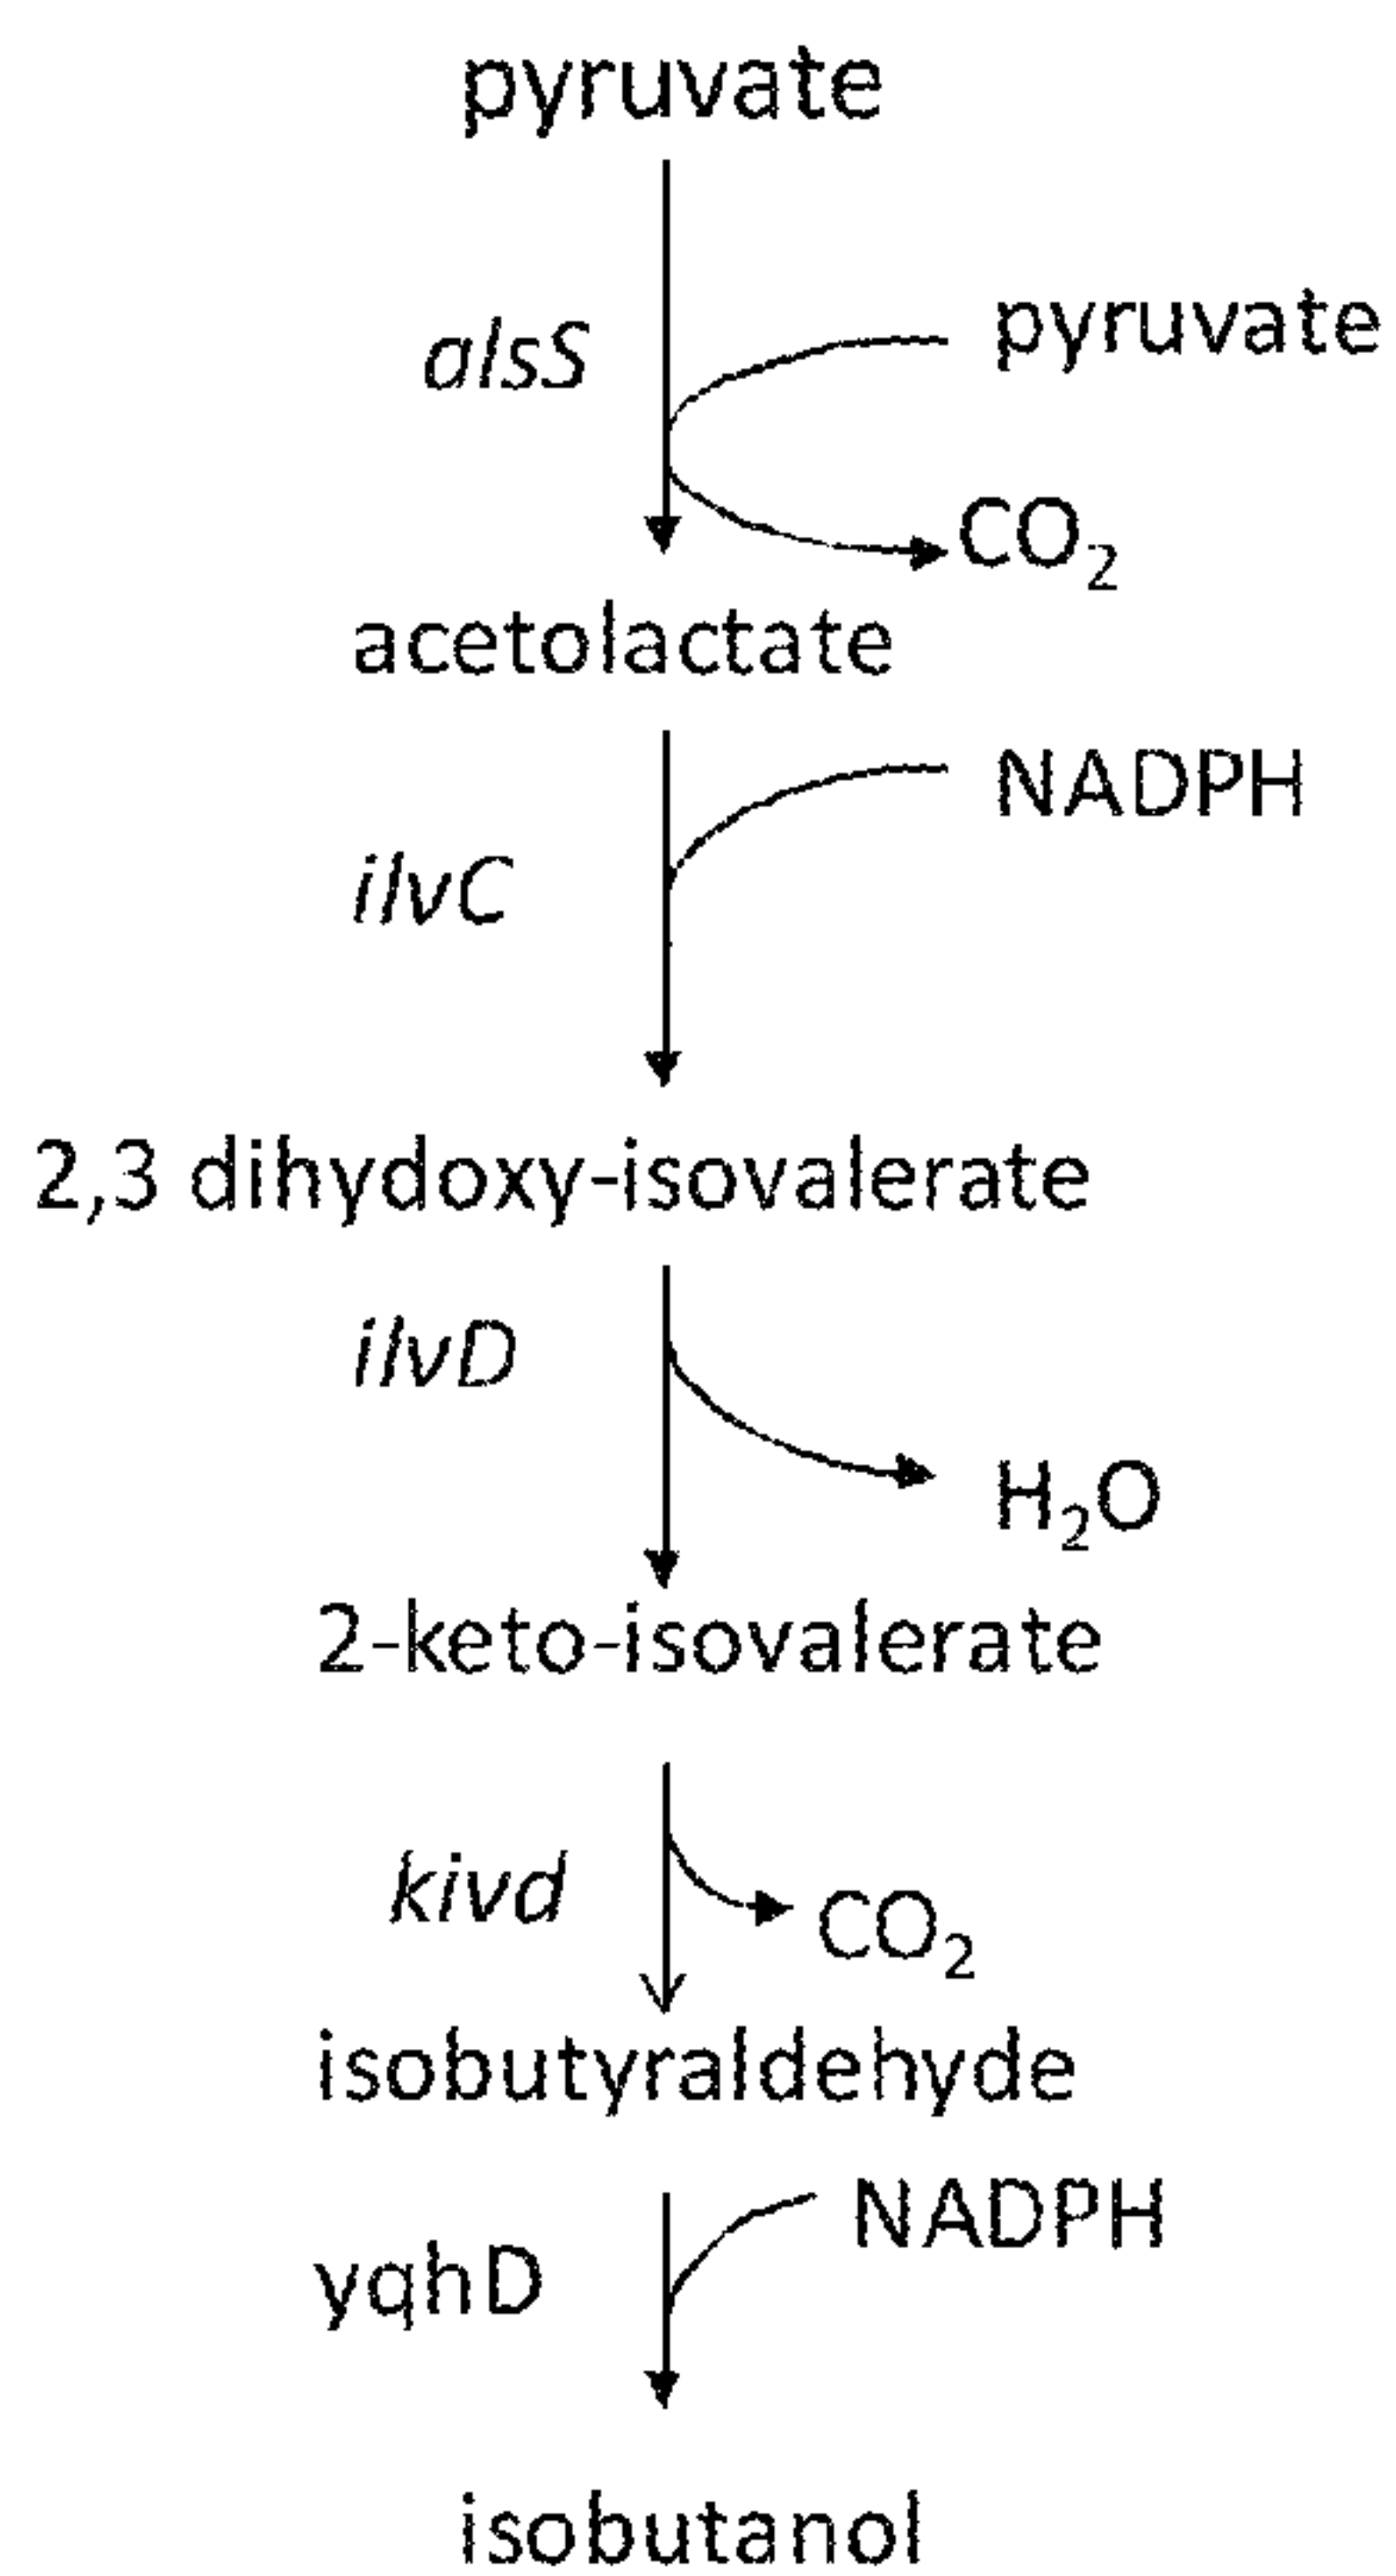 pyruvate
pyruvate
alsS
CO₂
acetolactate
NADPH
ilvC
2,3 dihydoxy-isovalerate
ilvD
H₂O
2-keto-isovalerate
kivd
CO₂
isobutyraldehyde
NADPH
yqhD
isobutanol